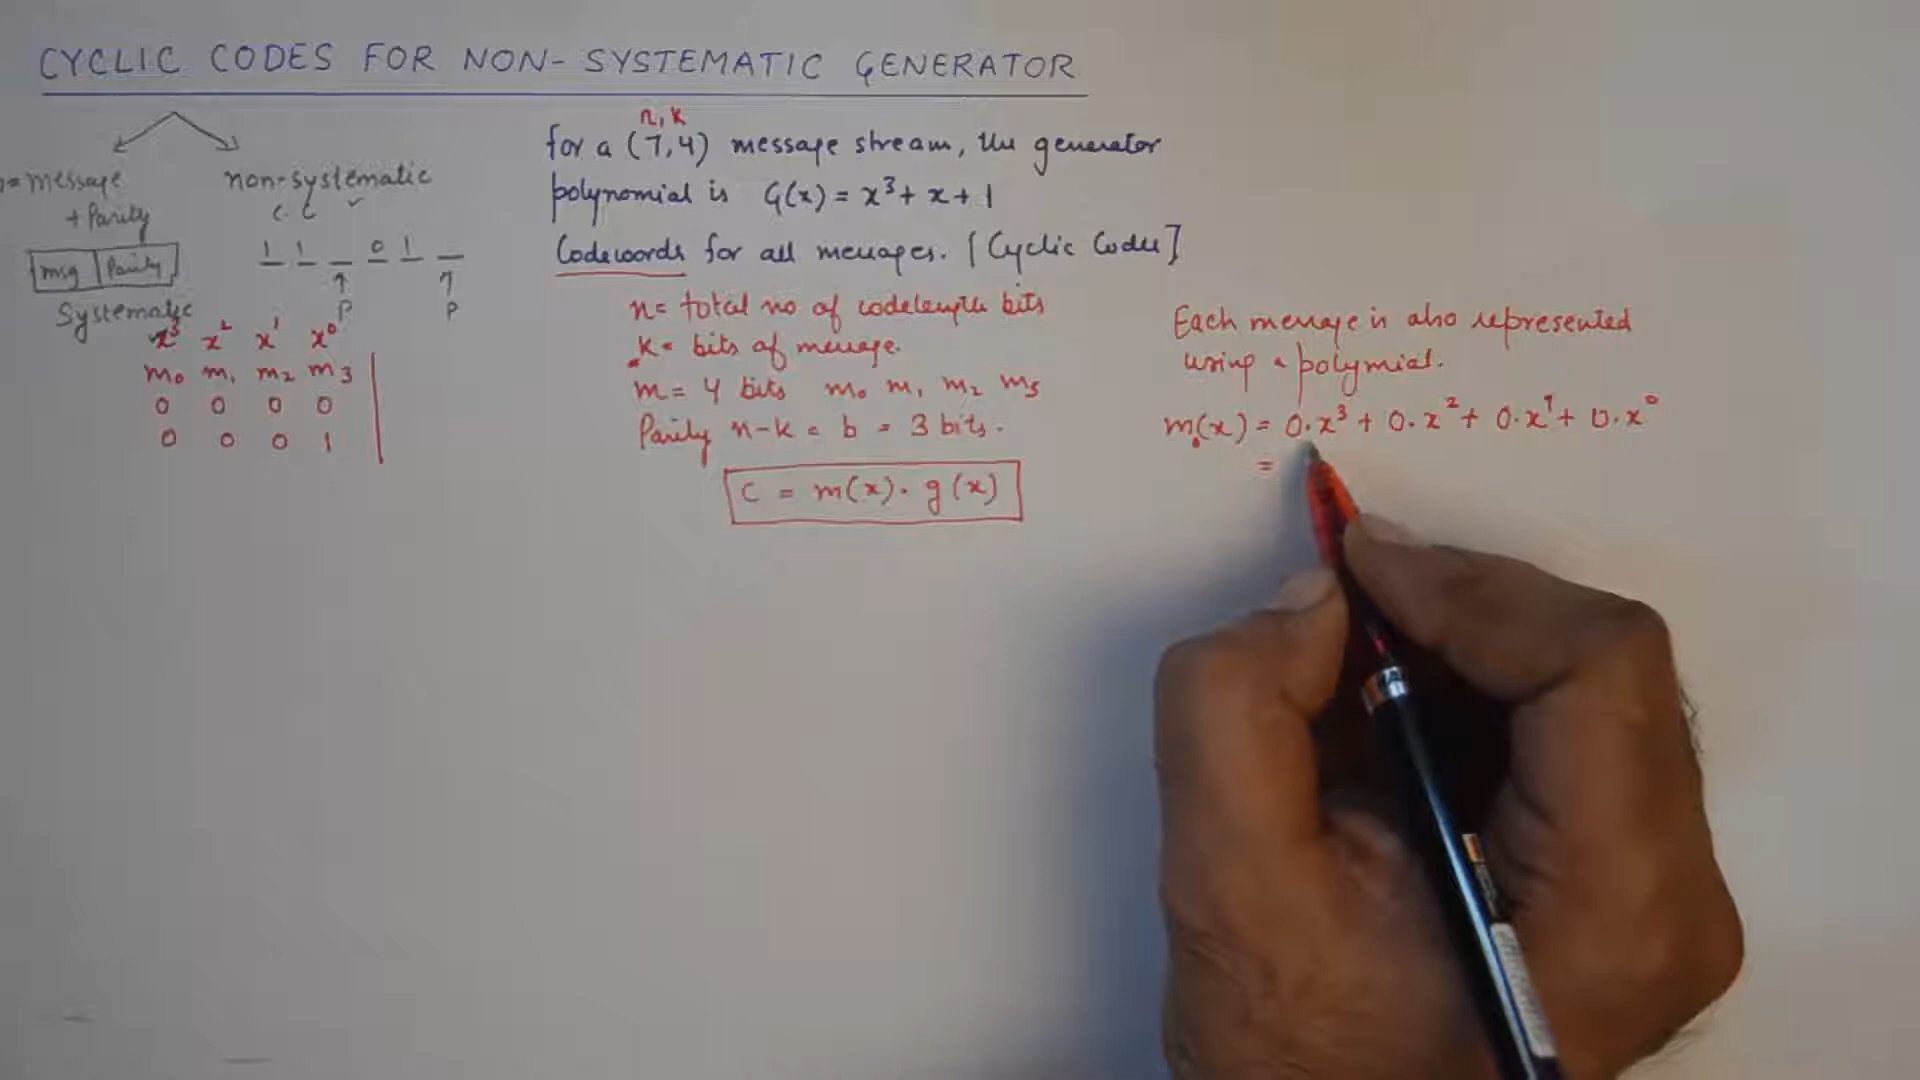 CYCLIC CODES FOR NON-SYSTEMATIC GENERATOR
=message
+ Parity
msg Parity
Systematic
non-systematic
C. C ✓
1 1 _ 0 1 _
↑ ↑
P P
n, k
for a (7,4) message stream, the generator
polynomial is G(x) = x³ + x + 1
Codewords for all messages. [Cyclic Codes]
n = total no of codelength bits
k = bits of message.
m = 4 bits m₀ m₁ m₂ m₃
Parity n-k = b = 3 bits.
C = m(x). g(x)
x³ x² x¹ x⁰
m₀ m₁ m₂ m₃
0 0 0 0
0 0 0 1
Each message is also represented
using a polymial.
m₀(x) = 0.x³ + 0.x² + 0.x¹ + 0.x⁰
=